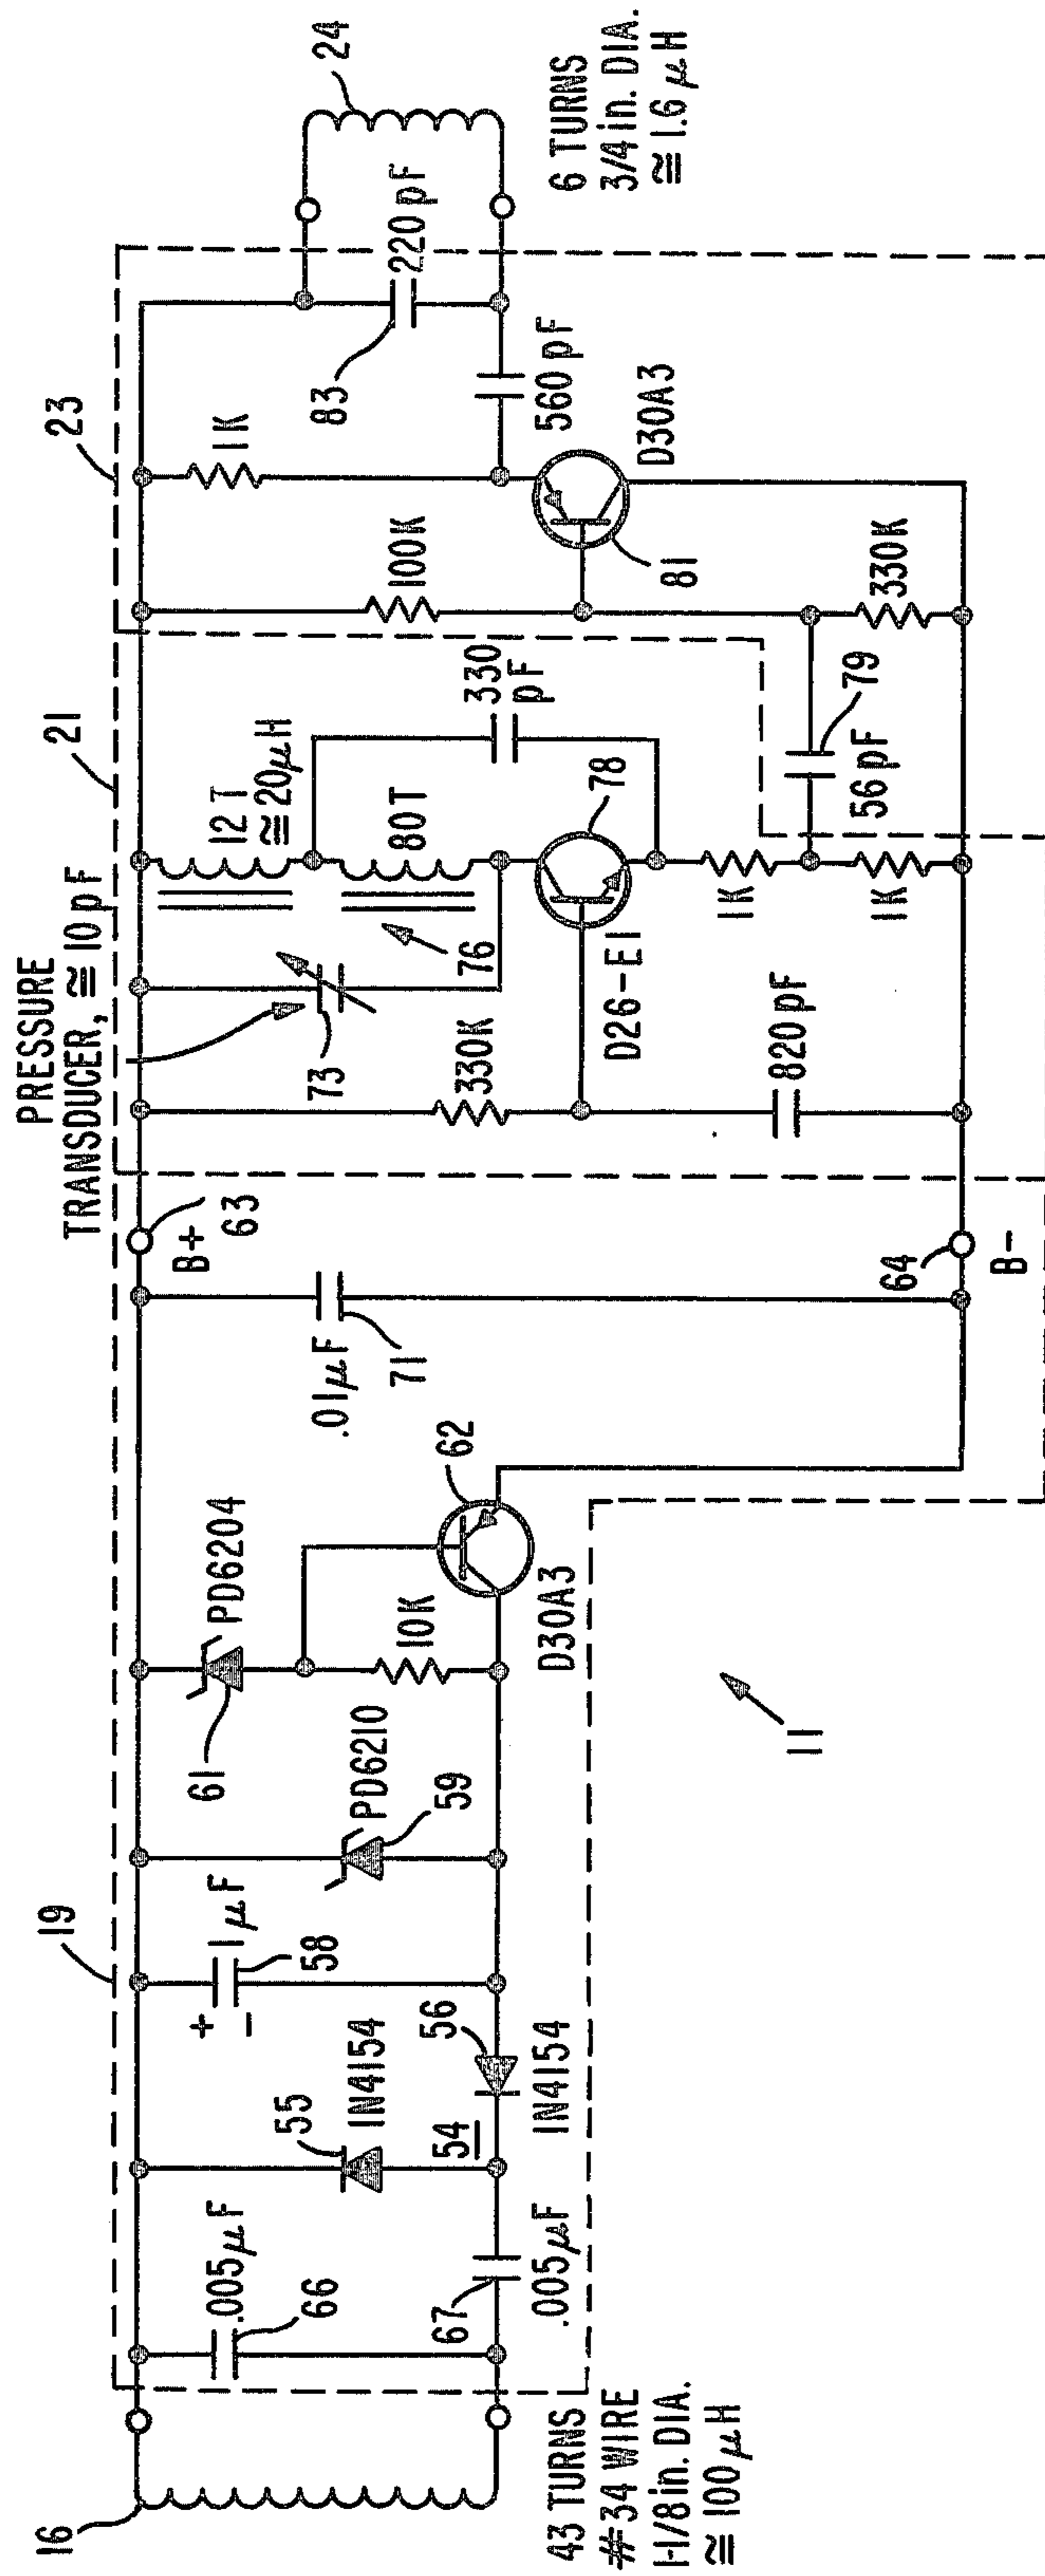 16
43 TURNS
#34 WIRE
1-1/8 in. DIA.
≅ 100 μH
19
.005 μF
66
67
.005 μF
55
1N4154
54
56
1N4154
+
−
1 μF
58
PD6210
59
61
PD6204
10K
62
D30A3
.01 μF
71
B+
63
64
B−
11
PRESSURE
TRANSDUCER, ≅ 10 pF
21
73
330K
820 pF
12 T
≅ 20 μH
76
80T
D26-E1
78
330
pF
1K
1K
79
56 pF
23
100K
330K
1K
81
D30A3
560 pF
83
220 pF
24
6 TURNS
3/4 in. DIA.
≅ 1.6 μH